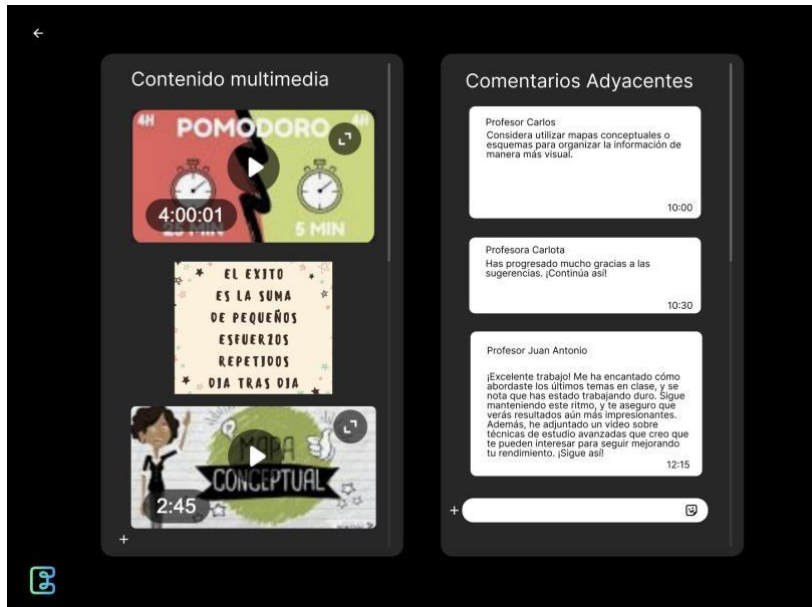 Contenido multimedia
4H
4H
POMODORO
4:00:01
25 MIN
5 MIN
EL EXITO
ES LA SUMA
DE PEQUEÑOS
ESFUERZOS
REPETIDOS
DIA TRAS DIA
MAPA
CONCEPTUAL
2:45
+
Comentarios Adyacentes
Profesor Carlos
Considera utilizar mapas conceptuales o
esquemas para organizar la información de
manera más visual.
10:00
Profesora Carlota
Has progresado mucho gracias a las
sugerencias. ¡Continúa así!
10:30
Profesor Juan Antonio
¡Excelente trabajo! Me ha encantado cómo
abordaste los últimos temas en clase, y se
nota que has estado trabajando duro. Sigue
manteniendo este ritmo, y te aseguro que
verás resultados aún más impresionantes.
Además, he adjuntado un vídeo sobre
técnicas de estudio avanzadas que creo que
te pueden interesar para seguir mejorando
tu rendimiento. ¡Sigue así!
12:15
+